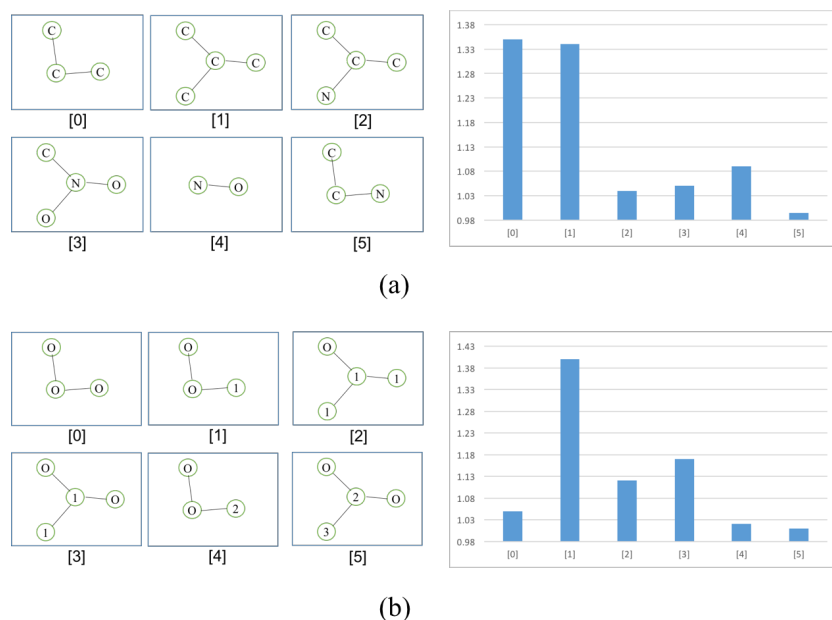 C
C C
[0]
C
C C
C
[1]
C
C C
N
[2]
C
N O
O
[3]
N O
[4]
C
C N
[5]
1.38
1.33
1.28
1.23
1.18
1.13
1.08
1.03
0.98
[0] [1] [2] [3] [4] [5]
(a)
O
O O
[0]
O
O 1
[1]
O
1 1
1
[2]
O
1 O
1
[3]
O
O 2
[4]
O
2 O
3
[5]
1.43
1.38
1.33
1.28
1.23
1.18
1.13
1.08
1.03
0.98
[0] [1] [2] [3] [4] [5]
(b)